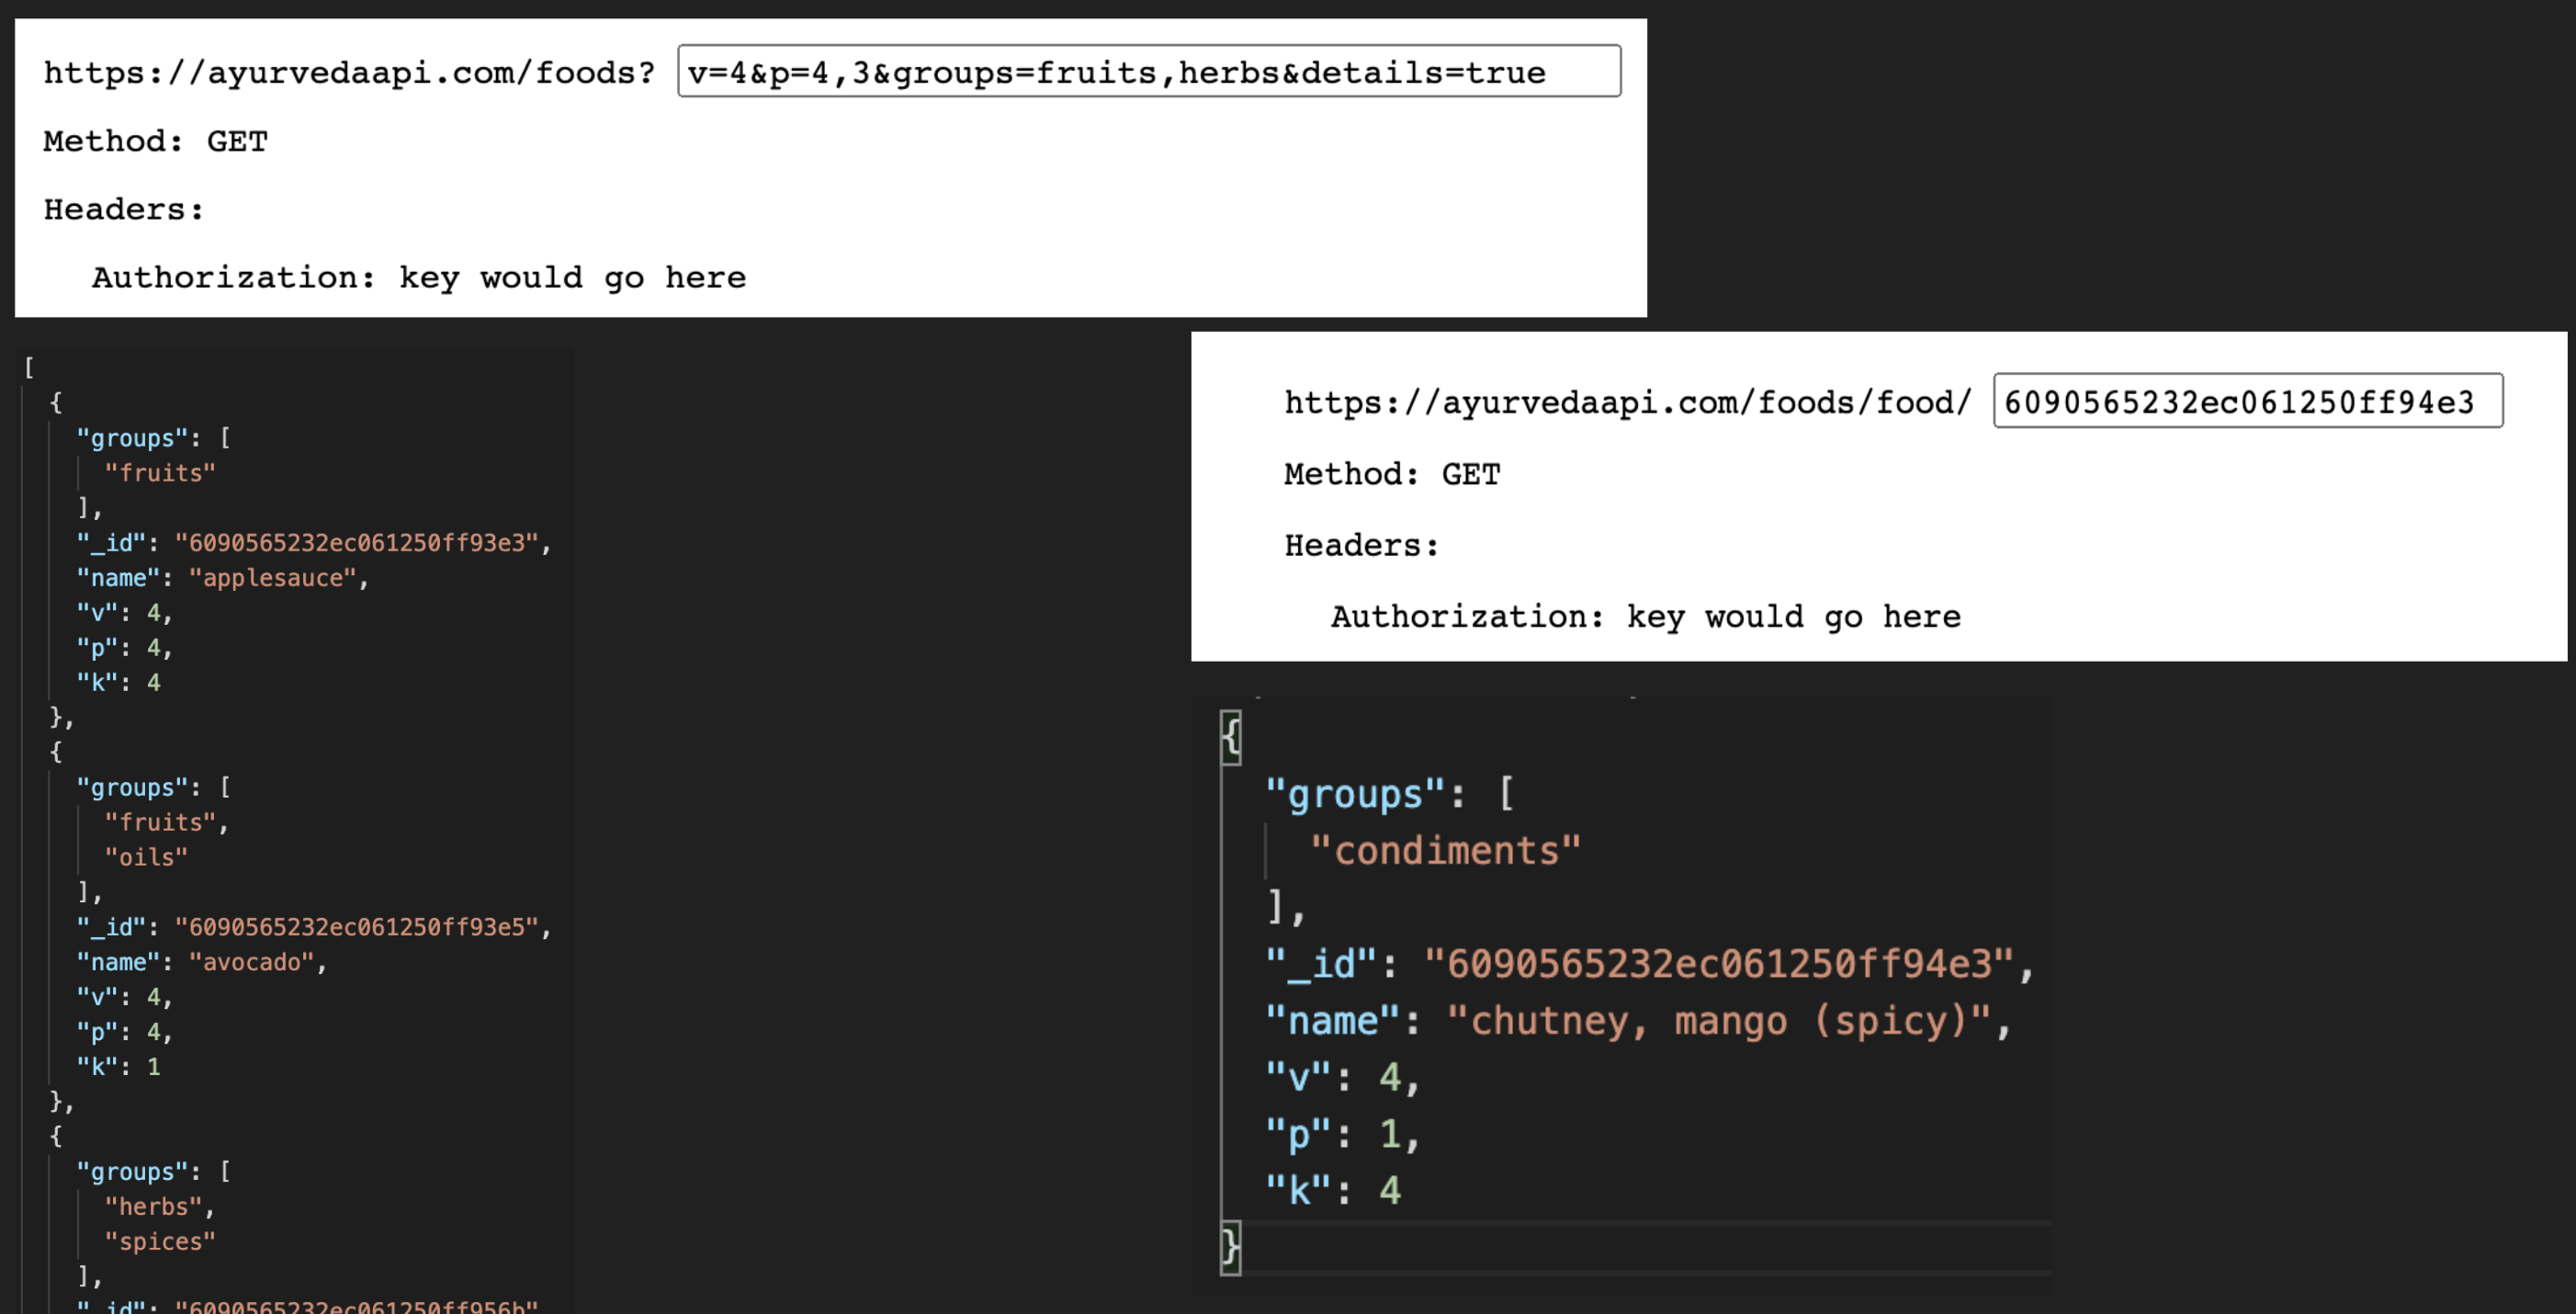 https://ayurvedaapi.com/foods? v=4&p=4,3&groups=fruits,herbs&details=true
Method: GET
Headers:
Authorization: key would go here
[
{
"groups": [
"fruits"
],
"_id": "6090565232ec061250ff93e3",
"name": "applesauce",
"v": 4,
"p": 4,
"k": 4
},
{
"groups": [
"fruits",
"oils"
],
"_id": "6090565232ec061250ff93e5",
"name": "avocado",
"v": 4,
"p": 4,
"k": 1
},
{
"groups": [
"herbs",
"spices"
],
"_id": "6090565232ec061250ff956b"
https://ayurvedaapi.com/foods/food/ 6090565232ec061250ff94e3
Method: GET
Headers:
Authorization: key would go here
{
"groups": [
"condiments"
],
"_id": "6090565232ec061250ff94e3",
"name": "chutney, mango (spicy)",
"v": 4,
"p": 1,
"k": 4
}